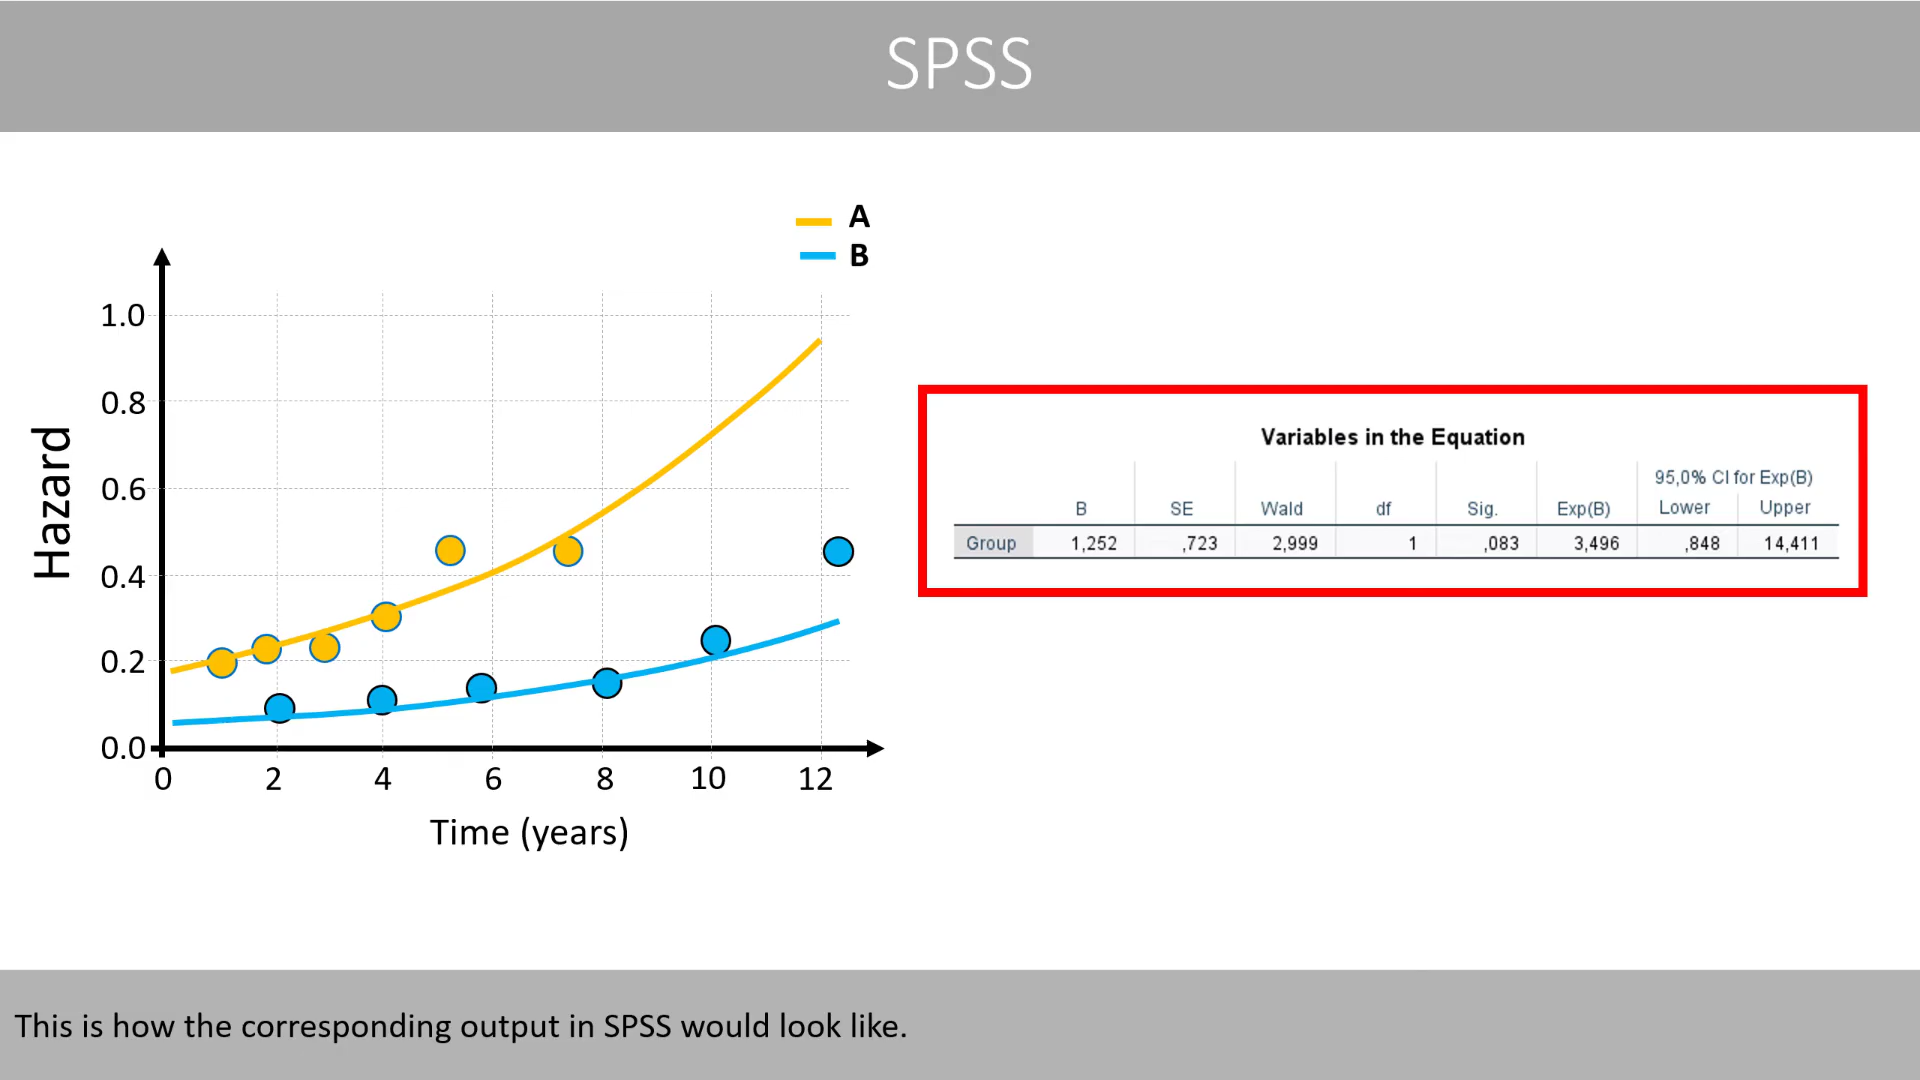 SPSS
A
B
1.0
0.8
0.6
0.4
0.2
0.0
Hazard
0 2 4 6 8 10 12
Time (years)
Variables in the Equation
95,0% CI for Exp(B)
B SE Wald df Sig. Exp(B) Lower Upper
Group 1,252 ,723 2,999 1 ,083 3,496 ,848 14,411
This is how the corresponding output in SPSS would look like.